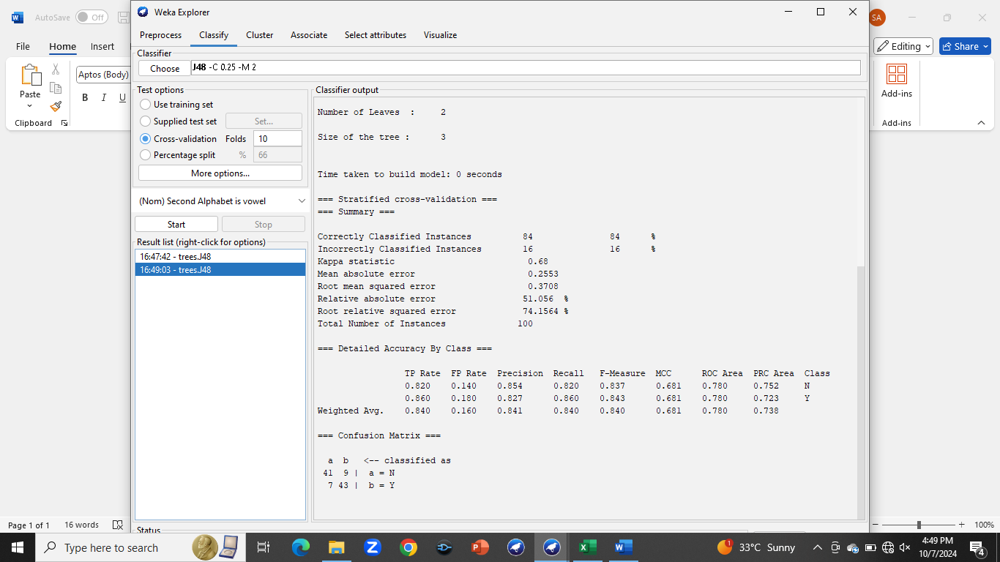 AutoSave Off
Weka Explorer
SA
Preprocess Classify Cluster Associate Select attributes Visualize
File Home Insert
Editing Share
Classifier
Choose J48 -C 0.25 -M 2
Paste
Aptos (Body)
B I U
Clipboard
Add-ins
Add-ins
Test options
Use training set
Supplied test set Set...
Cross-validation Folds 10
Percentage split % 66
More options...
(Nom) Second Alphabet is vowel
Start Stop
Result list (right-click for options)
16:47:42 - trees.J48
16:49:03 - trees.J48
Classifier output
Number of Leaves : 2
Size of the tree : 3
Time taken to build model: 0 seconds
=== Stratified cross-validation ===
=== Summary ===
Correctly Classified Instances 84 84 %
Incorrectly Classified Instances 16 16 %
Kappa statistic 0.68
Mean absolute error 0.2553
Root mean squared error 0.3708
Relative absolute error 51.056 %
Root relative squared error 74.1564 %
Total Number of Instances 100
=== Detailed Accuracy By Class ===
TP Rate FP Rate Precision Recall F-Measure MCC ROC Area PRC Area Class
0.820 0.140 0.854 0.820 0.837 0.681 0.780 0.752 N
0.860 0.180 0.827 0.860 0.843 0.681 0.780 0.723 Y
Weighted Avg. 0.840 0.160 0.841 0.840 0.840 0.681 0.780 0.738
=== Confusion Matrix ===
a b <-- classified as
41 9 | a = N
7 43 | b = Y
Status
Page 1 of 1 16 words
100%
Type here to search
1 33°C Sunny
4:49 PM
10/7/2024
4